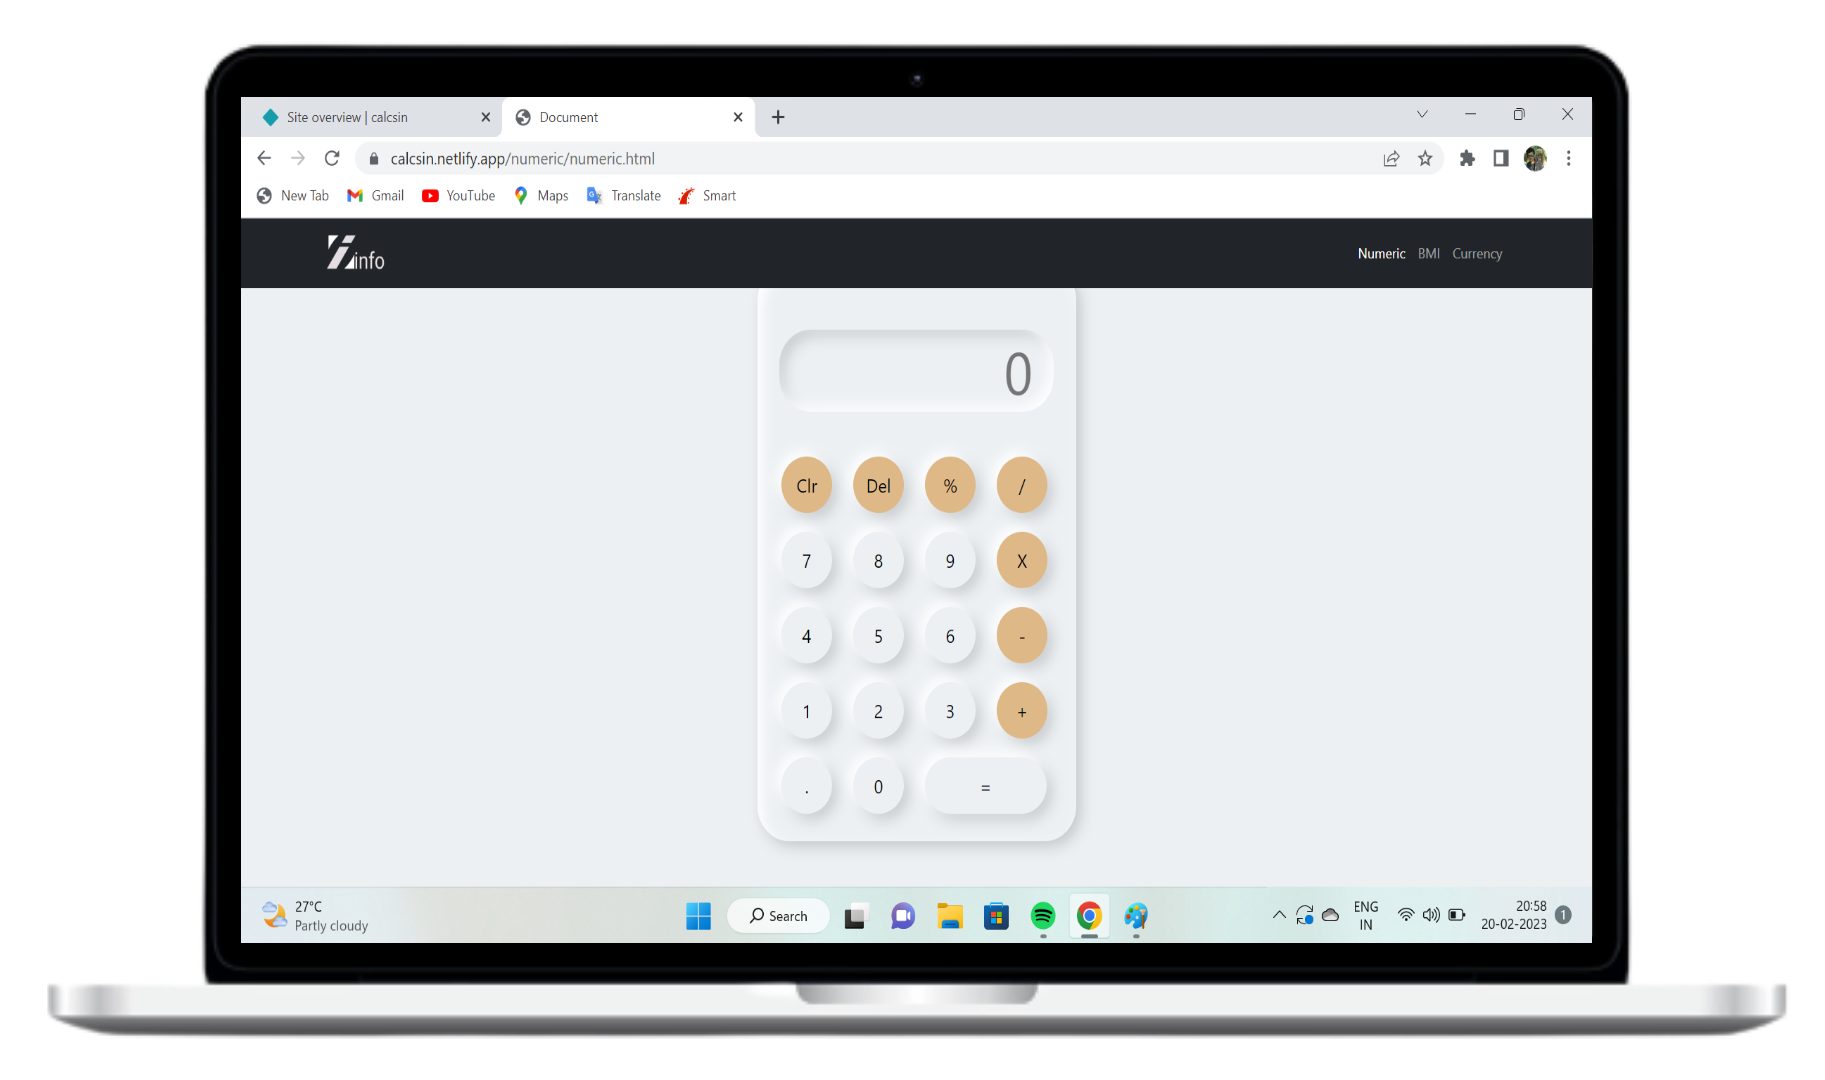 Site overview | calcsin
Document
calcsin.netlify.app/numeric/numeric.html
New Tab Gmail YouTube Maps Translate Smart
info
Numeric BMI Currency
0
Clr Del % /
7 8 9 X
4 5 6 -
1 2 3 +
. 0 =
27°C
Partly cloudy
Search
ENG
IN
20:58
20-02-2023
1